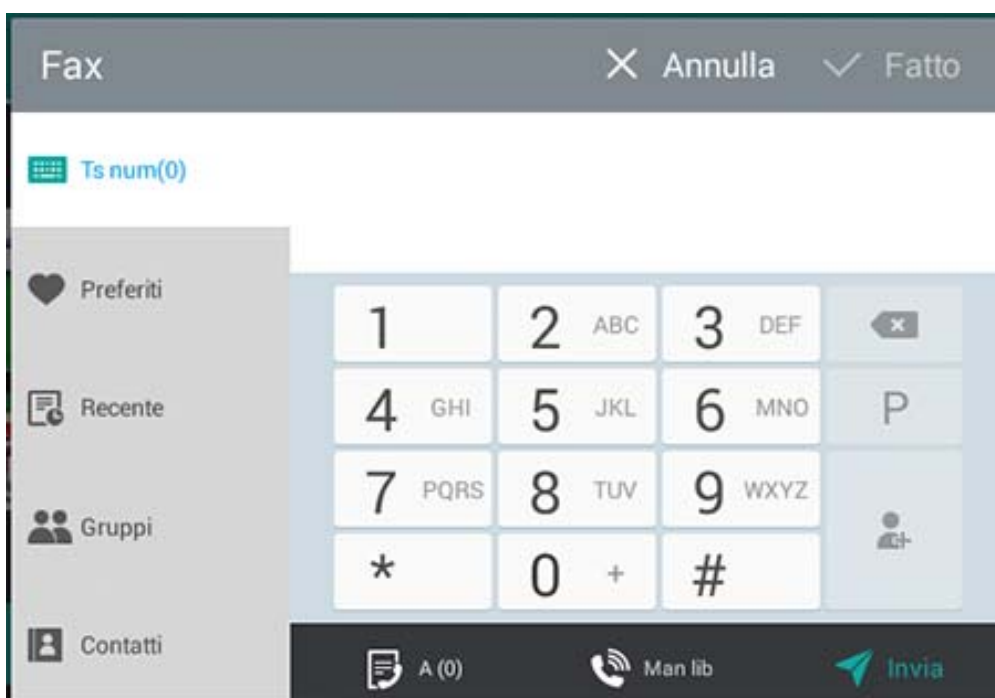 Fax
Annulla
Fatto
Ts num(0)
Preferiti
Recente
Gruppi
Contatti
1
2 ABC
3 DEF
4 GHI
5 JKL
6 MNO
P
7 PQRS
8 TUV
9 WXYZ
*
0 +
#
A (0)
Man lib
Invia